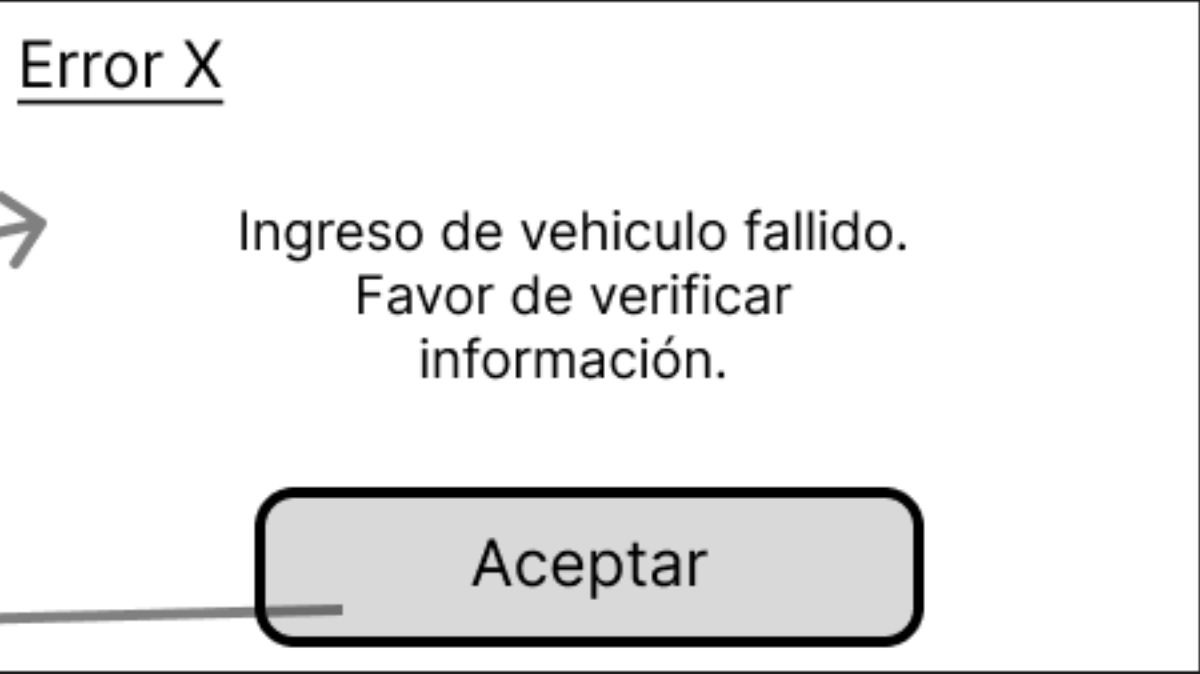 Error X
Ingreso de vehiculo fallido.
Favor de verificar
información.
Aceptar